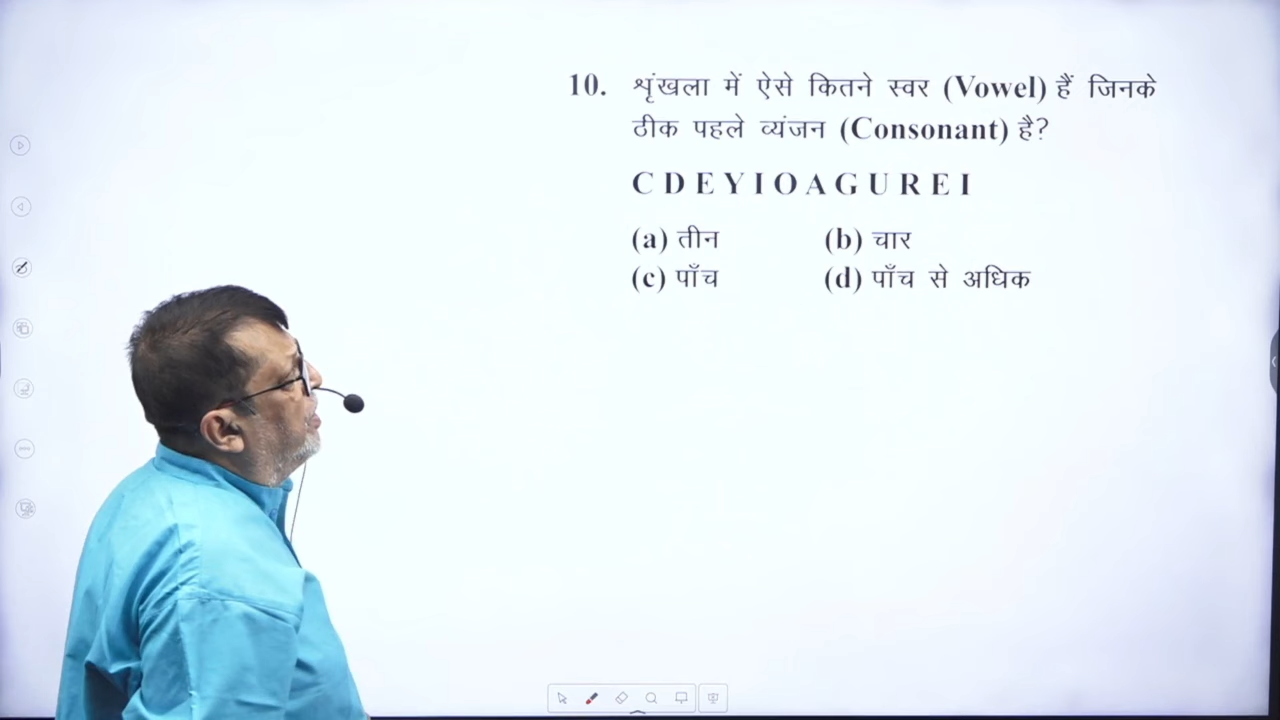 10. श्रृंखला में ऐसे कितने स्वर (Vowel) हैं जिनके
ठीक पहले व्यंजन (Consonant) है?
C D E Y I O A G U R E I
(a) तीन (b) चार
(c) पाँच (d) पाँच से अधिक